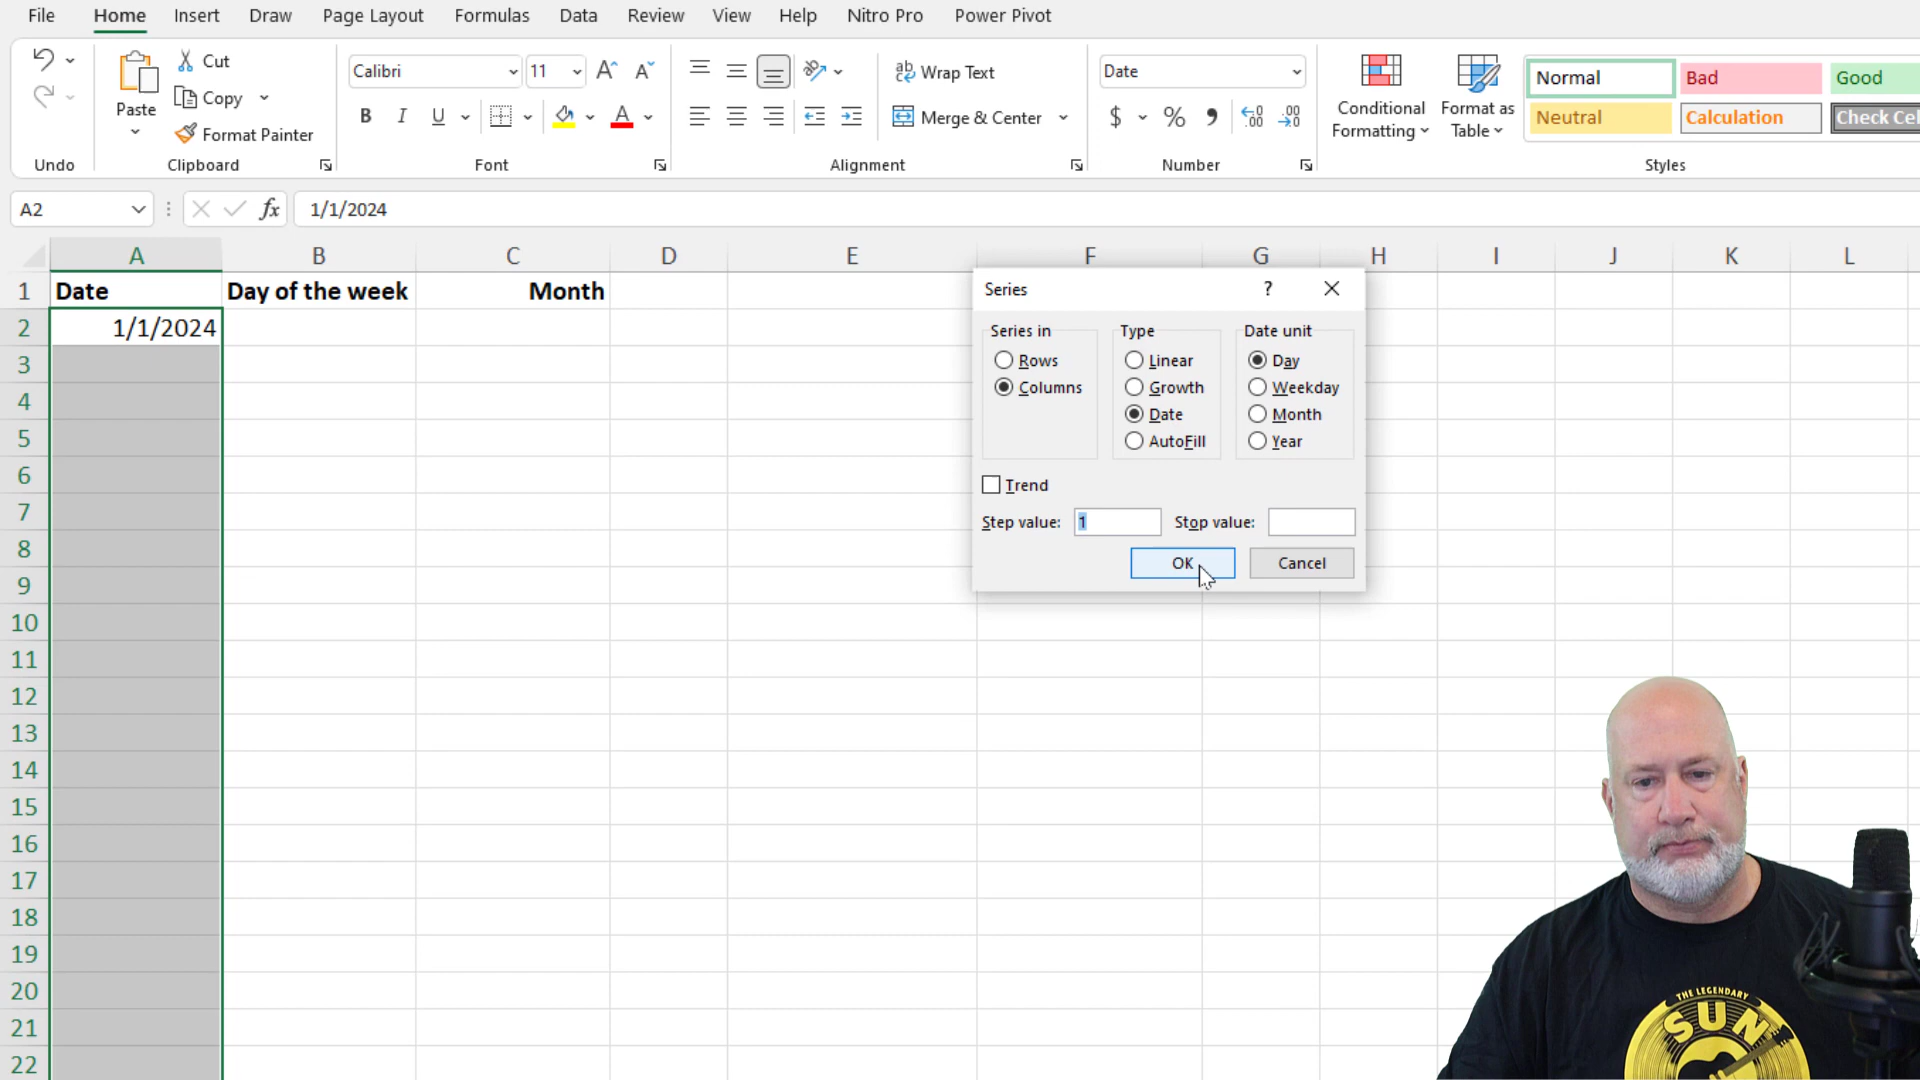 File Home Insert Draw Page Layout Formulas Data Review View Help Nitro Pro Power Pivot
Paste
Cut
Copy
Format Painter
Calibri 11
B I U A
ab Wrap Text
Merge & Center
Date
$ %
Conditional Formatting
Format as Table
Normal Bad Good
Neutral Calculation Check Cel
Undo Clipboard Font Alignment Number Styles
A2 fx 1/1/2024
A B C D E F G H I J K L
1 Date Day of the week Month
2 1/1/2024
3
4
5
6
7
8
9
10
11
12
13
14
15
16
17
18
19
20
21
22
Series ?
Series in Type Date unit
Rows Linear Day
Columns Growth Weekday
Date Month
AutoFill Year
Trend
Step value: 1 Stop value:
OK Cancel
THE LEGENDARY
SUN